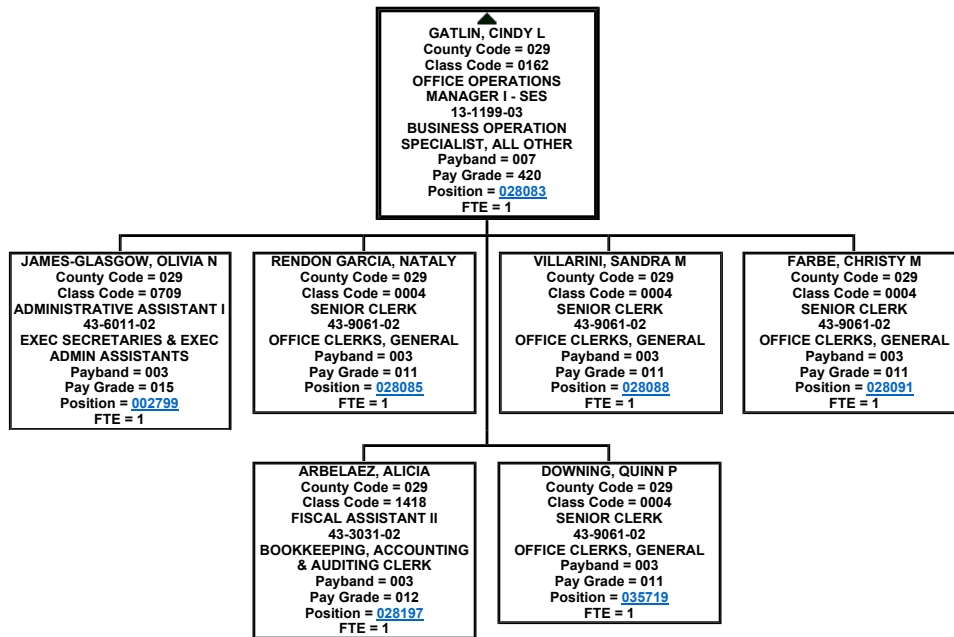 GATLIN, CINDY L
County Code = 029
Class Code = 0162
OFFICE OPERATIONS
MANAGER I - SES
13-1199-03
BUSINESS OPERATION
SPECIALIST, ALL OTHER
Payband = 007
Pay Grade = 420
Position = 028083
FTE = 1
JAMES-GLASGOW, OLIVIA N
County Code = 029
Class Code = 0709
ADMINISTRATIVE ASSISTANT I
43-6011-02
EXEC SECRETARIES & EXEC
ADMIN ASSISTANTS
Payband = 003
Pay Grade = 015
Position = 002799
FTE = 1
RENDON GARCIA, NATALY
County Code = 029
Class Code = 0004
SENIOR CLERK
43-9061-02
OFFICE CLERKS, GENERAL
Payband = 003
Pay Grade = 011
Position = 028085
FTE = 1
VILLARINI, SANDRA M
County Code = 029
Class Code = 0004
SENIOR CLERK
43-9061-02
OFFICE CLERKS, GENERAL
Payband = 003
Pay Grade = 011
Position = 028088
FTE = 1
FARBE, CHRISTY M
County Code = 029
Class Code = 0004
SENIOR CLERK
43-9061-02
OFFICE CLERKS, GENERAL
Payband = 003
Pay Grade = 011
Position = 028091
FTE = 1
ARBELAEZ, ALICIA
County Code = 029
Class Code = 1418
FISCAL ASSISTANT II
43-3031-02
BOOKKEEPING, ACCOUNTING
& AUDITING CLERK
Payband = 003
Pay Grade = 012
Position = 028197
FTE = 1
DOWNING, QUINN P
County Code = 029
Class Code = 0004
SENIOR CLERK
43-9061-02
OFFICE CLERKS, GENERAL
Payband = 003
Pay Grade = 011
Position = 035719
FTE = 1